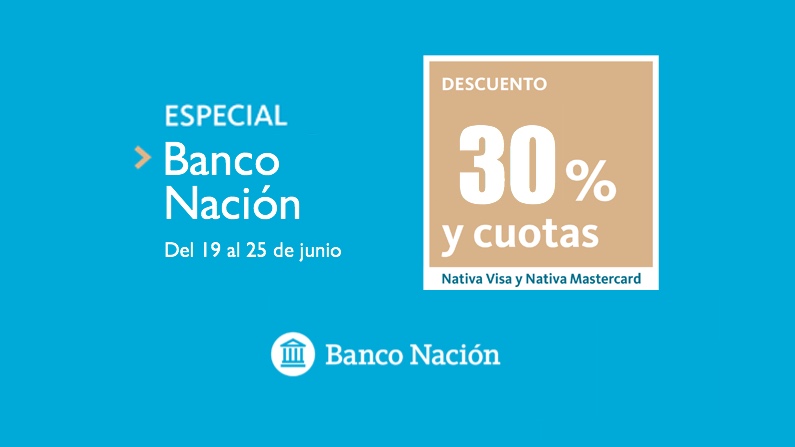 ESPECIAL
Banco
Nación
Del 19 al 25 de junio
DESCUENTO
30 %
y cuotas
Nativa Visa y Nativa Mastercard
Banco Nación